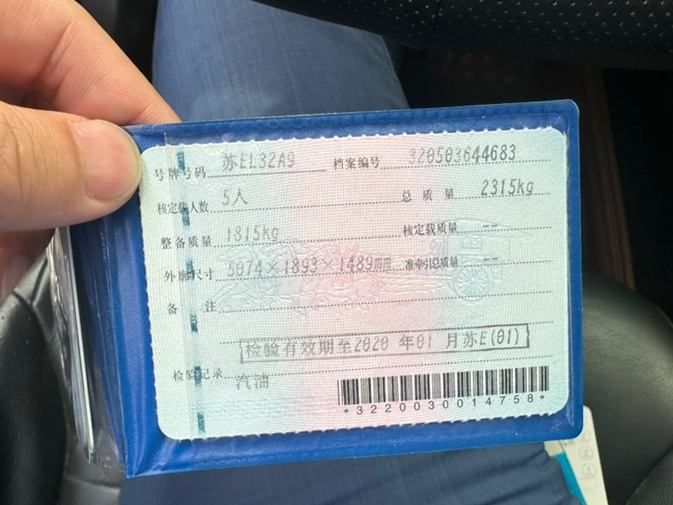 号牌号码 苏EL32A9 档案编号 320503644683
核定载人数 5人 总质量 2315kg
整备质量 1815kg 核定载质量 --
外廓尺寸 5074×1893×1489mm 准牵引总质量 --
备注
检验有效期至2020年01月苏E(01)
检验记录 汽油
*3220030014758*